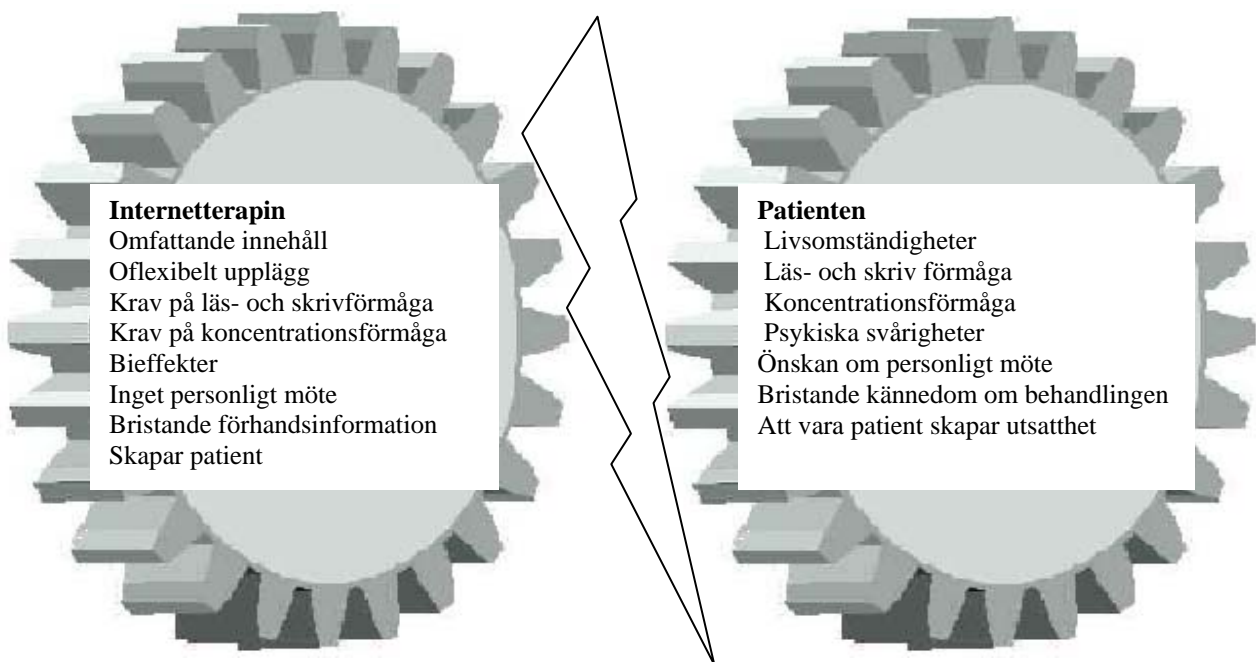 Internetterapin
Omfattande innehåll
Oflexibelt upplägg
Krav på läs- och skrivförmåga
Krav på koncentrationsförmåga
Bieffekter
Inget personligt möte
Bristande förhandsinformation
Skapar patient
Patienten
Livsomständigheter
Läs- och skriv förmåga
Koncentrationsförmåga
Psykiska svårigheter
Önskan om personligt möte
Bristande kännedom om behandlingen
Att vara patient skapar utsatthet